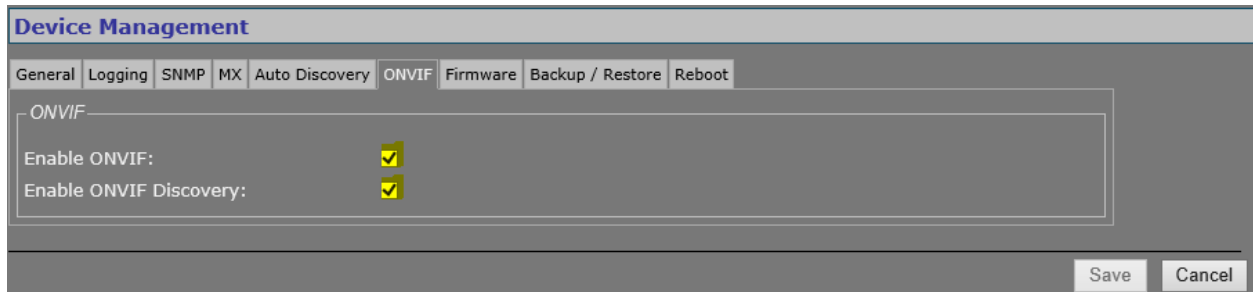 Device Management
General Logging SNMP MX Auto Discovery ONVIF Firmware Backup / Restore Reboot
ONVIF
Enable ONVIF:
Enable ONVIF Discovery:
Save Cancel